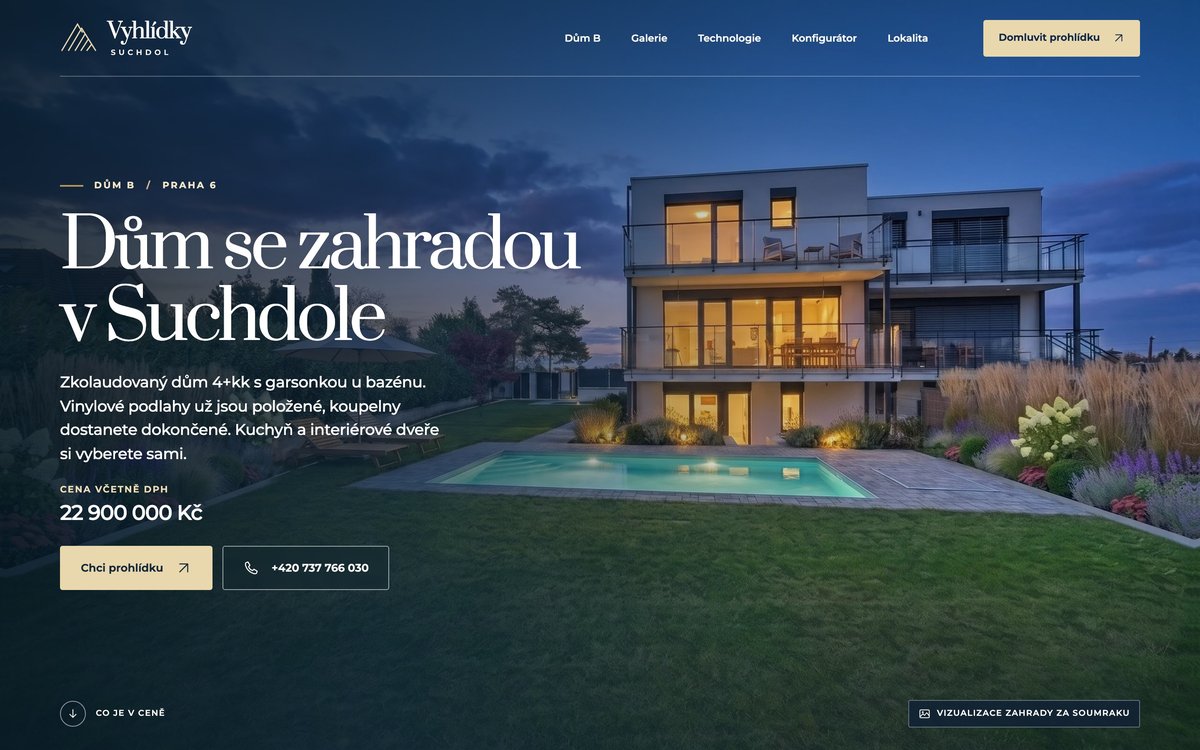 Vyhlídky
SUCHDOL
Dům B
Galerie
Technologie
Konfigurátor
Lokalita
Domluvit prohlídku
DŮM B / PRAHA 6
Dům se zahradou
v Suchdole
Zkolaudovaný dům 4+kk s garsonkou u bazénu.
Vinylové podlahy už jsou položené, koupelny
dostanete dokončené. Kuchyň a interiérové dveře
si vyberete sami.
CENA VČETNĚ DPH
22 900 000 Kč
Chci prohlídku
+420 737 766 030
CO JE V CENĚ
VIZUALIZACE ZAHRADY ZA SOUMRAKU